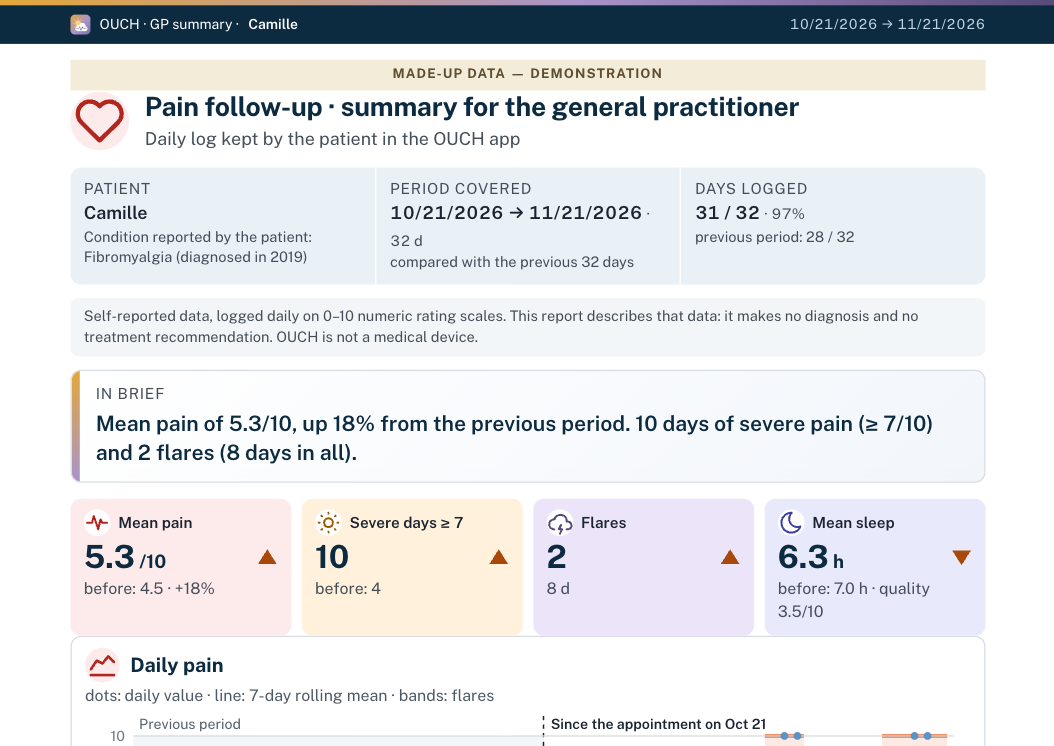 OUCH · GP summary · Camille
10/21/2026 → 11/21/2026
MADE-UP DATA — DEMONSTRATION
Pain follow-up · summary for the general practitioner
Daily log kept by the patient in the OUCH app
PATIENT
Camille
Condition reported by the patient:
Fibromyalgia (diagnosed in 2019)
PERIOD COVERED
10/21/2026 → 11/21/2026 ·
32 d
compared with the previous 32 days
DAYS LOGGED
31 / 32 · 97%
previous period: 28 / 32
Self-reported data, logged daily on 0–10 numeric rating scales. This report describes that data: it makes no diagnosis and no
treatment recommendation. OUCH is not a medical device.
IN BRIEF
Mean pain of 5.3/10, up 18% from the previous period. 10 days of severe pain (≥ 7/10)
and 2 flares (8 days in all).
Mean pain
5.3 /10
before: 4.5 · +18%
Severe days ≥ 7
10
before: 4
Flares
2
8 d
Mean sleep
6.3 h
before: 7.0 h · quality
3.5/10
Daily pain
dots: daily value · line: 7-day rolling mean · bands: flares
Previous period
Since the appointment on Oct 21
10